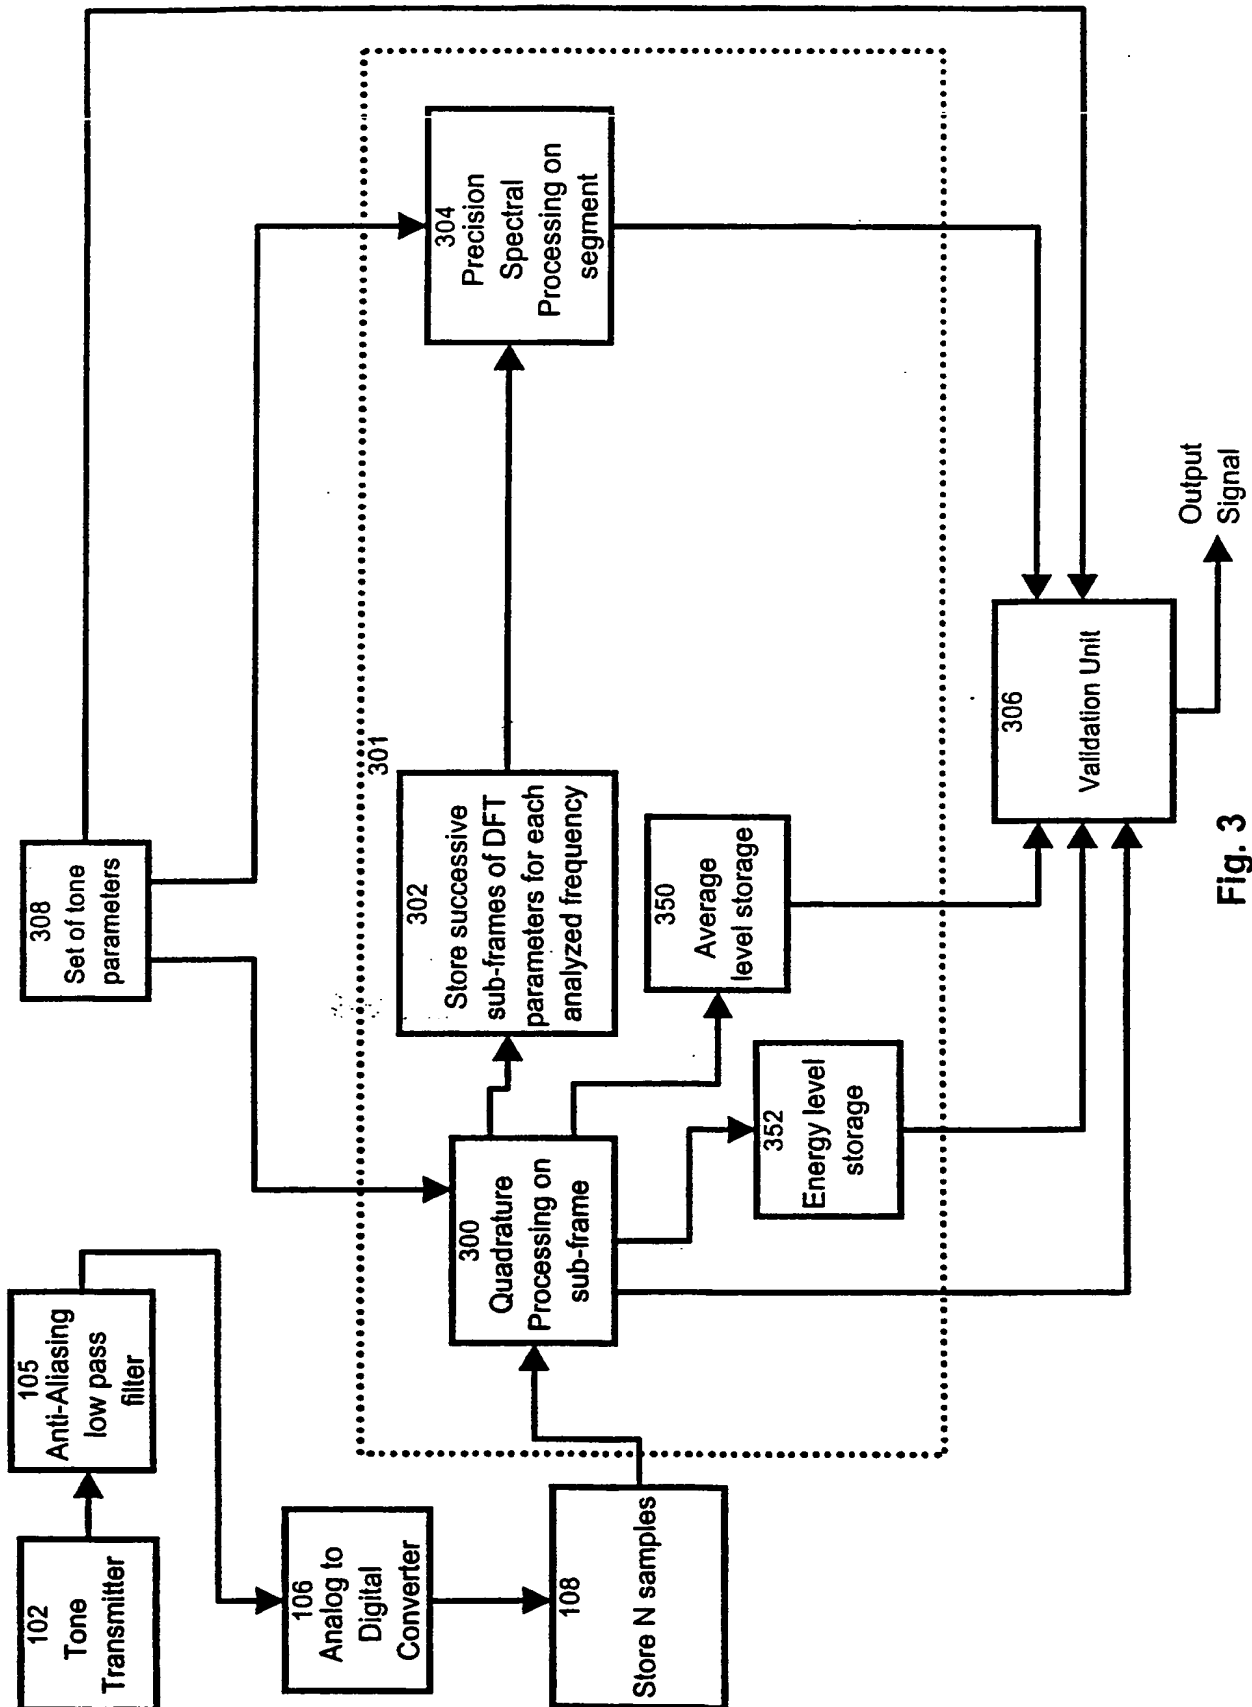 102
Tone
Transmitter
105
Anti-Aliasing
low pass
filter
106
Analog to
Digital
Converter
108
Store N samples
308
Set of tone
parameters
301
300
Quadrature
Processing on
sub-frame
302
Store successive
sub-frames of DFT
parameters for each
analyzed frequency
304
Precision
Spectral
Processing on
segment
350
Average
level storage
352
Energy level
storage
306
Validation Unit
Output
Signal
Fig. 3